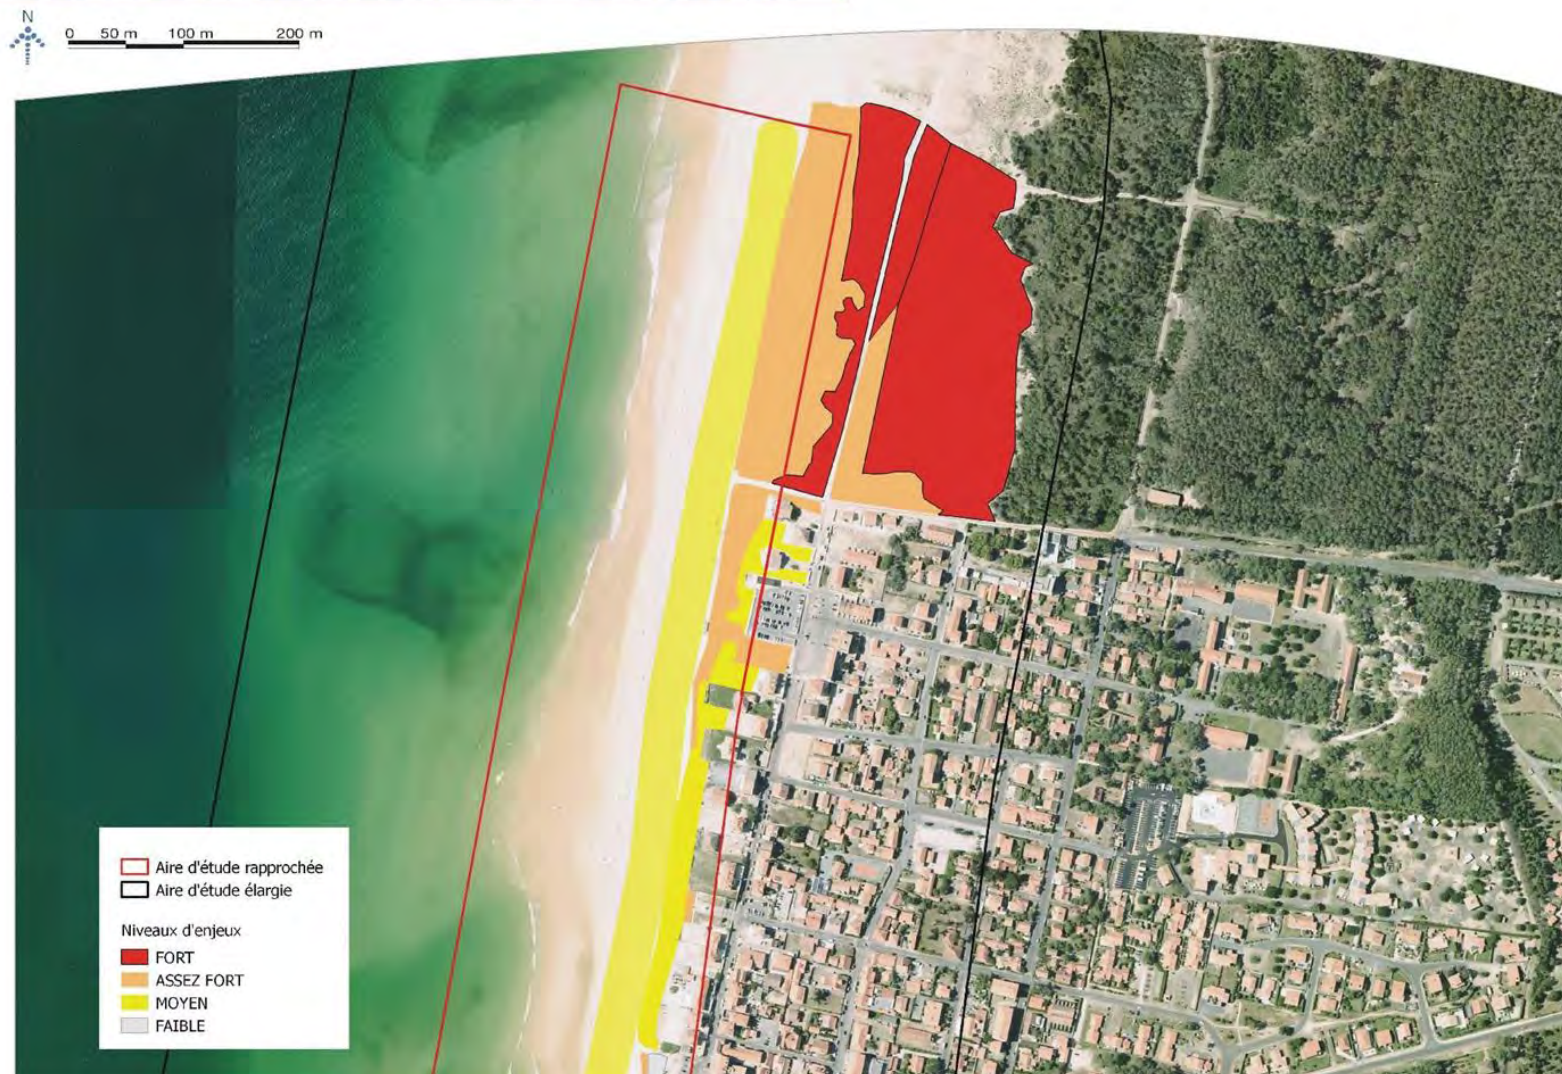 N
0 50 m 100 m 200 m
Aire d'étude rapprochée
Aire d'étude élargie
Niveaux d'enjeux
FORT
ASSEZ FORT
MOYEN
FAIBLE